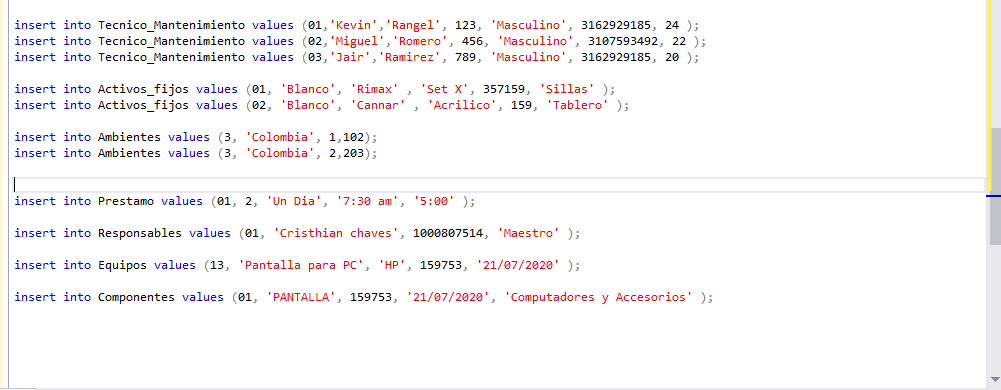 insert into Tecnico_Mantenimiento values (01,'Kevin','Rangel', 123, 'Masculino', 3162929185, 24 );
insert into Tecnico_Mantenimiento values (02,'Miguel','Romero', 456, 'Masculino', 3107593492, 22 );
insert into Tecnico_Mantenimiento values (03,'Jair','Ramirez', 789, 'Masculino', 3162929185, 20 );
insert into Activos_fijos values (01, 'Blanco', 'Rimax' , 'Set X', 357159, 'Sillas' );
insert into Activos_fijos values (02, 'Blanco', 'Cannar' , 'Acrilico', 159, 'Tablero' );
insert into Ambientes values (3, 'Colombia', 1,102);
insert into Ambientes values (3, 'Colombia', 2,203);
insert into Prestamo values (01, 2, 'Un Dia', '7:30 am', '5:00' );
insert into Responsables values (01, 'Cristhian chaves', 1000807514, 'Maestro' );
insert into Equipos values (13, 'Pantalla para PC', 'HP', 159753, '21/07/2020' );
insert into Componentes values (01, 'PANTALLA', 159753, '21/07/2020', 'Computadores y Accesorios' );